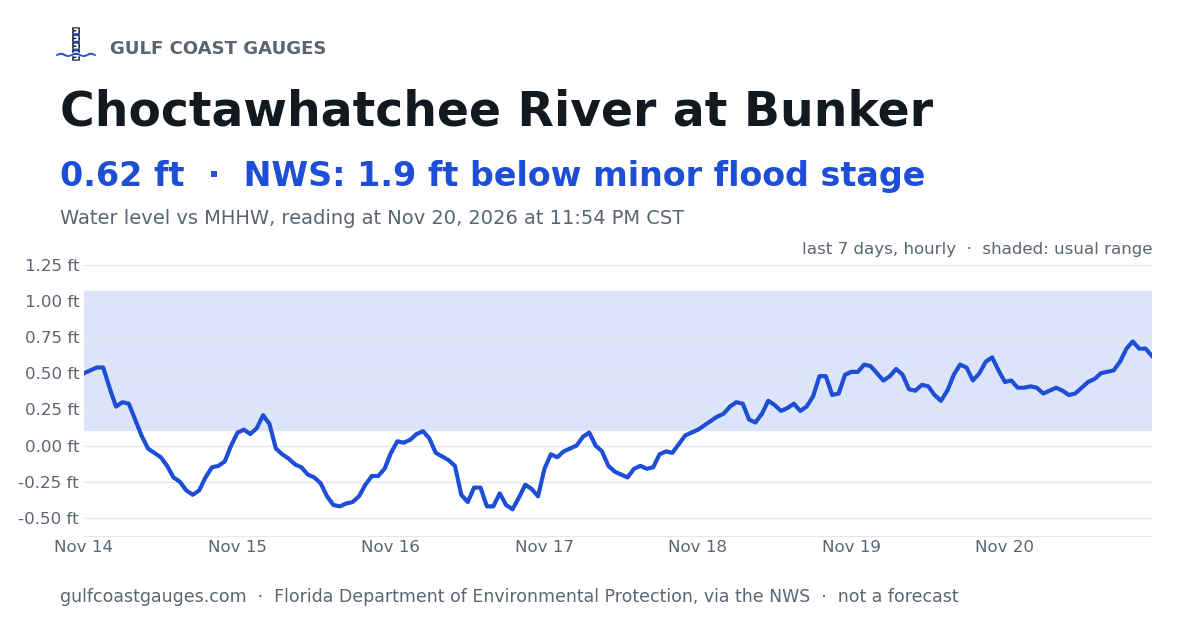 GULF COAST GAUGES
Choctawhatchee River at Bunker
0.62 ft · NWS: 1.9 ft below minor flood stage
Water level vs MHHW, reading at Nov 20, 2026 at 11:54 PM CST
last 7 days, hourly · shaded: usual range
1.25 ft
1.00 ft
0.75 ft
0.50 ft
0.25 ft
0.00 ft
-0.25 ft
-0.50 ft
Nov 14 Nov 15 Nov 16 Nov 17 Nov 18 Nov 19 Nov 20
gulfcoastgauges.com · Florida Department of Environmental Protection, via the NWS · not a forecast